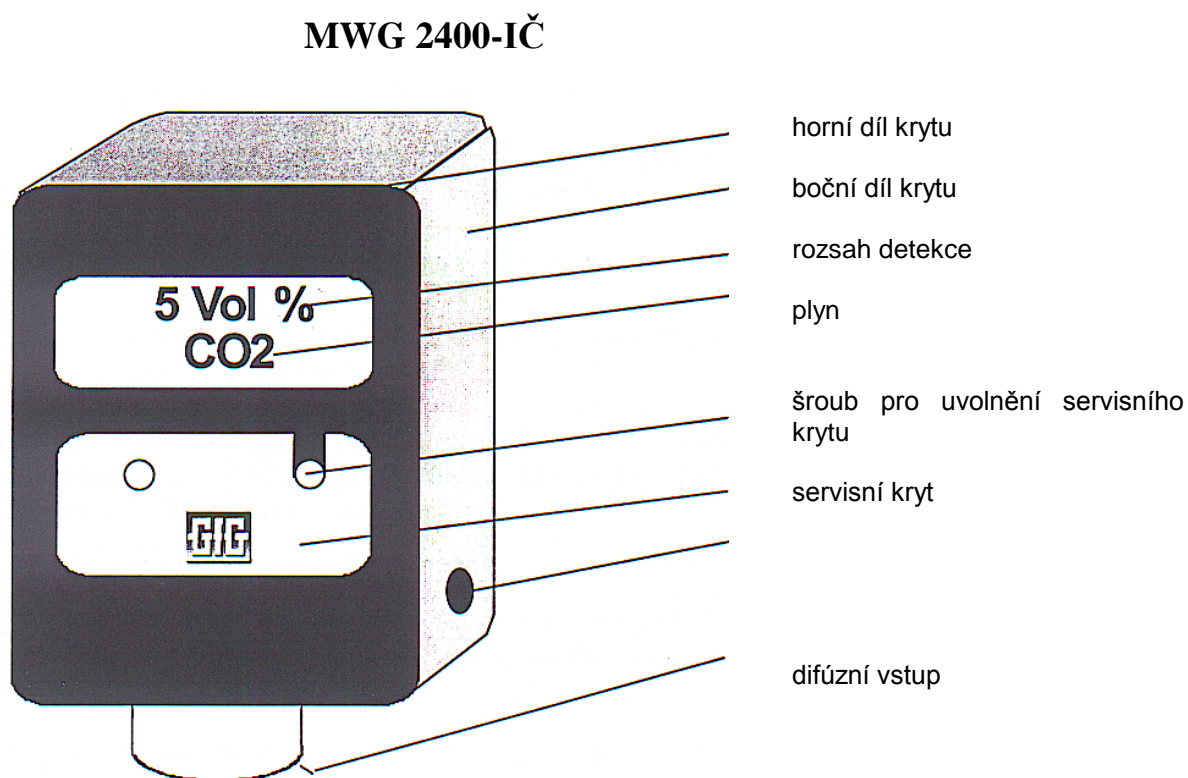 MWG 2400-IČ
horní díl krytu
boční díl krytu
rozsah detekce
5 Vol %
plyn
CO2
šroub pro uvolnění servisního
krytu
servisní kryt
GIG
difúzní vstup